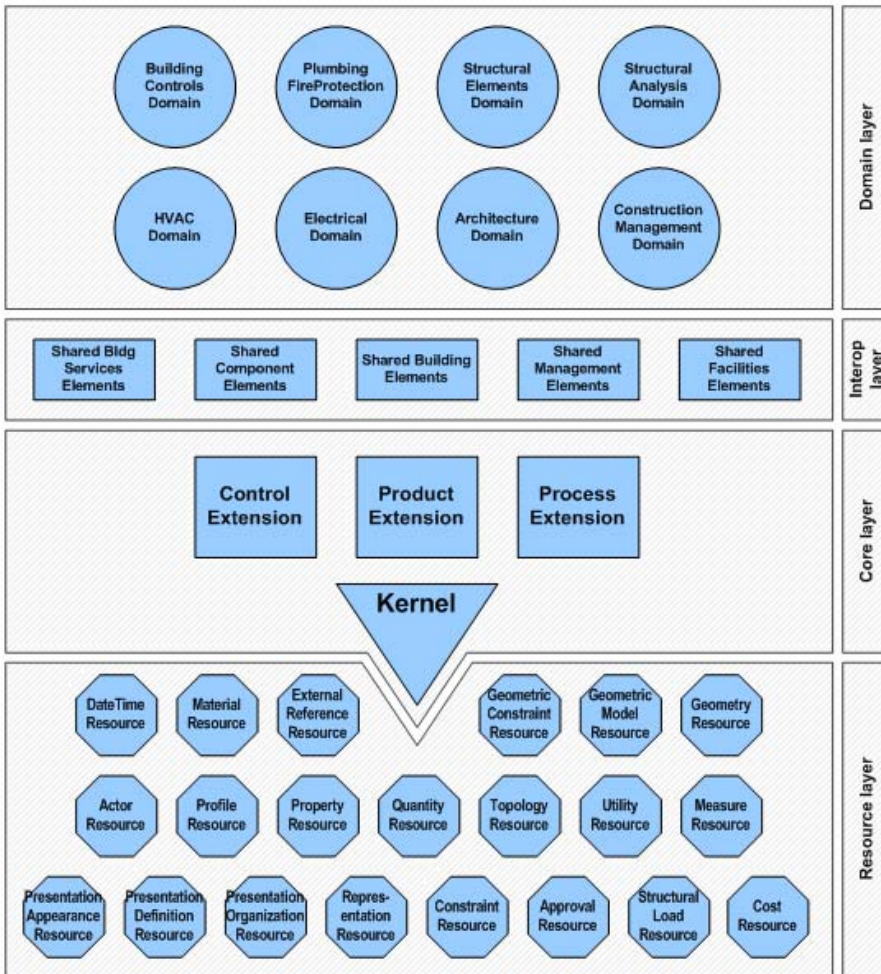 Building
Controls
Domain
Plumbing
FireProtection
Domain
Structural
Elements
Domain
Structural
Analysis
Domain
HVAC
Domain
Electrical
Domain
Architecture
Domain
Construction
Management
Domain
Domain layer
Shared Bldg
Services
Elements
Shared
Component
Elements
Shared Building
Elements
Shared
Management
Elements
Shared
Facilities
Elements
Interop
layer
Control
Extension
Product
Extension
Process
Extension
Kernel
Core layer
DateTime
Resource
Material
Resource
External
Reference
Resource
Geometric
Constraint
Resource
Geometric
Model
Resource
Geometry
Resource
Actor
Resource
Profile
Resource
Property
Resource
Quantity
Resource
Topology
Resource
Utility
Resource
Measure
Resource
Presentation
Appearance
Resource
Presentation
Definition
Resource
Presentation
Organization
Resource
Repres-
entation
Resource
Constraint
Resource
Approval
Resource
Structural
Load
Resource
Cost
Resource
Resource layer